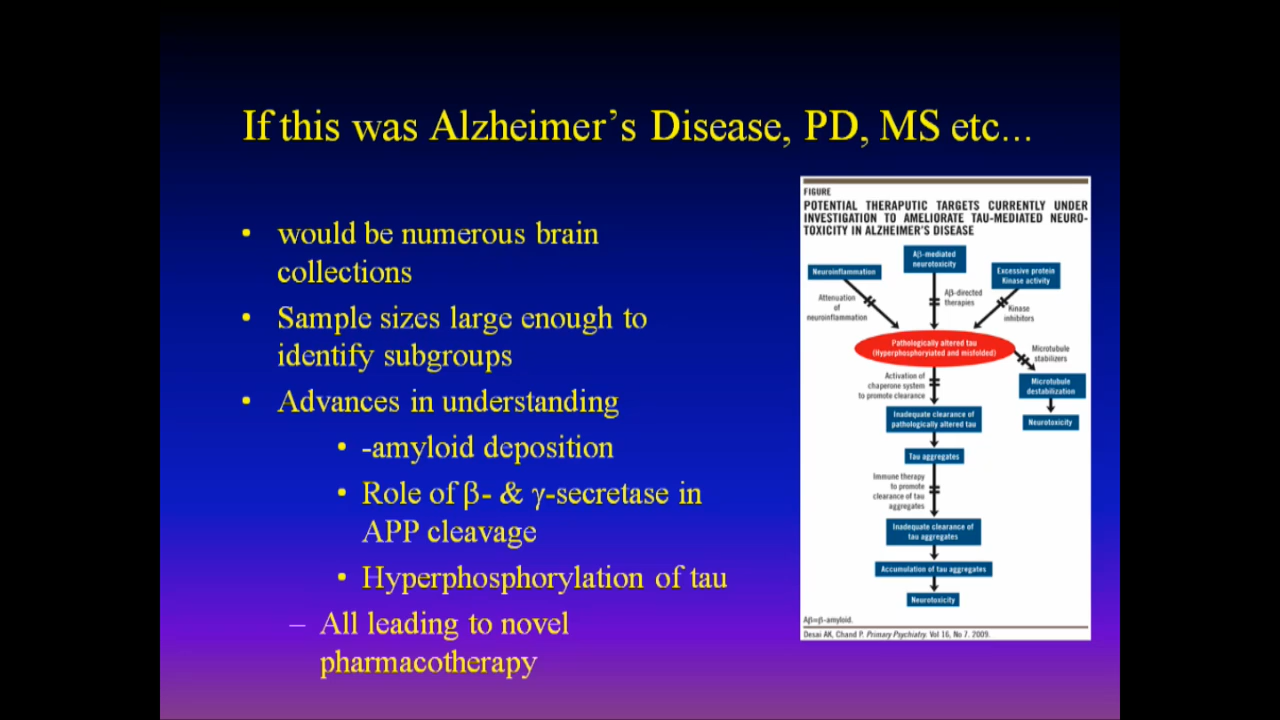 If this was Alzheimer's Disease, PD, MS etc...
• would be numerous brain
collections
• Sample sizes large enough to
identify subgroups
• Advances in understanding
• -amyloid deposition
• Role of β- & γ-secretase in
APP cleavage
• Hyperphosphorylation of tau
– All leading to novel
pharmacotherapy
FIGURE
POTENTIAL THERAPUTIC TARGETS CURRENTLY UNDER
INVESTIGATION TO AMELIORATE TAU-MEDIATED NEURO-
TOXICITY IN ALZHEIMER'S DISEASE
Neuroinflammation
Aβ-mediated
neurotoxicity
Excessive protein
Kinase activity
Attenuation
of
neuroinflammation
Aβ-directed
therapies
Kinase
inhibitors
Pathologically altered tau
(Hyperphosphorylated and misfolded)
Microtubule
stabilizers
Activation of
chaperone system
to promote clearance
Microtubule
destabilization
Inadequate clearance of
pathologically altered tau
Neurotoxicity
Tau aggregates
Immune therapy
to promote
clearance of tau
aggregates
Inadequate clearance of
tau aggregates
Accumulation of tau aggregates
Neurotoxicity
Aβ=β-amyloid.
Desai AK, Chand P. Primary Psychiatry. Vol 16, No 7. 2009.